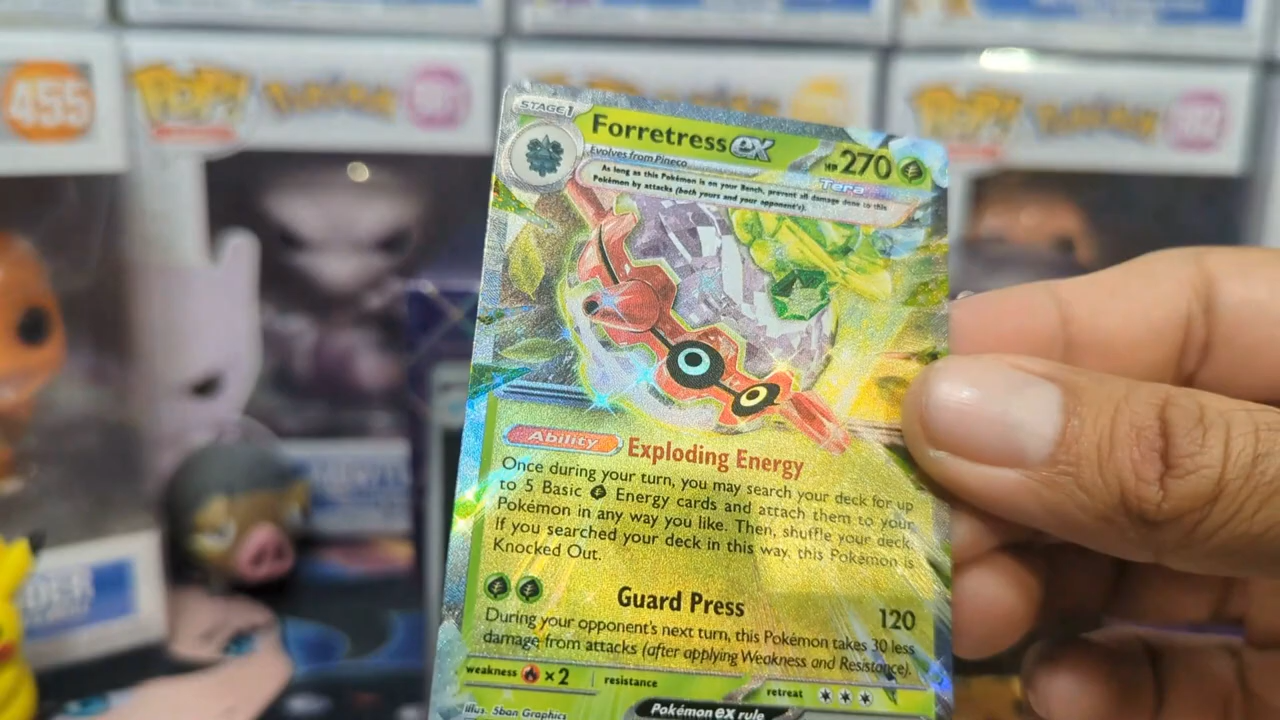 455
POP!
Pokémon
POP!
Pokémon
STAGE1
Forretress ex
HP 270
Evolves from Pineco
Tera
As long as this Pokémon is on your Bench, prevent all damage done to this
Pokémon by attacks (both yours and your opponent's).
Ability Exploding Energy
Once during your turn, you may search your deck for up
to 5 Basic Energy cards and attach them to your
Pokémon in any way you like. Then, shuffle your deck.
If you searched your deck in this way, this Pokémon is
Knocked Out.
Guard Press 120
During your opponent's next turn, this Pokémon takes 30 less
damage from attacks (after applying Weakness and Resistance).
weakness ×2 resistance retreat
Illus. 5ban Graphics
Pokémon ex rule